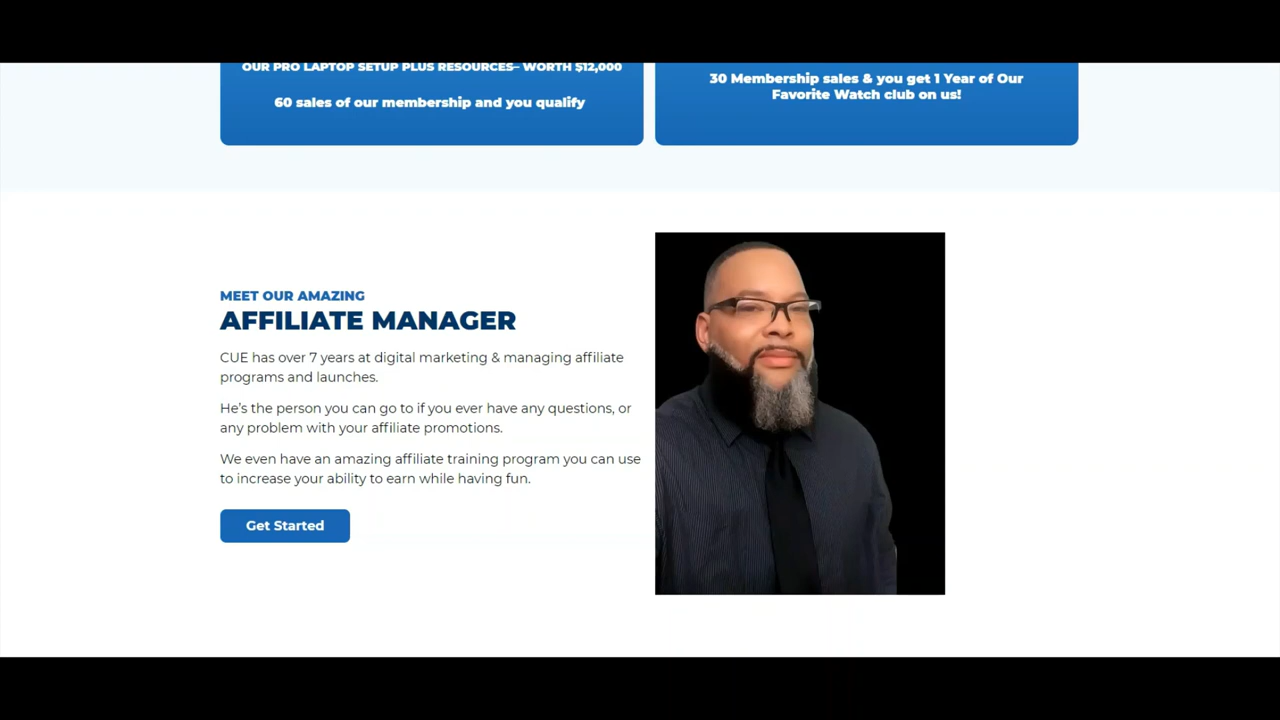 OUR PRO LAPTOP SETUP PLUS RESOURCES– WORTH $12,000
60 sales of our membership and you qualify
30 Membership sales & you get 1 Year of Our
Favorite Watch club on us!
MEET OUR AMAZING
AFFILIATE MANAGER
CUE has over 7 years at digital marketing & managing affiliate
programs and launches.
He’s the person you can go to if you ever have any questions, or
any problem with your affiliate promotions.
We even have an amazing affiliate training program you can use
to increase your ability to earn while having fun.
Get Started